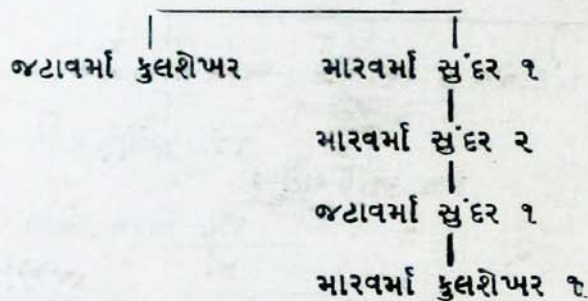 જટાવર્મા કુલશેખર મારવર્મા સુંદર ૧
મારવર્મા સુંદર ૨
જટાવર્મા સુંદર ૧
મારવર્મા કુલશેખર ૧